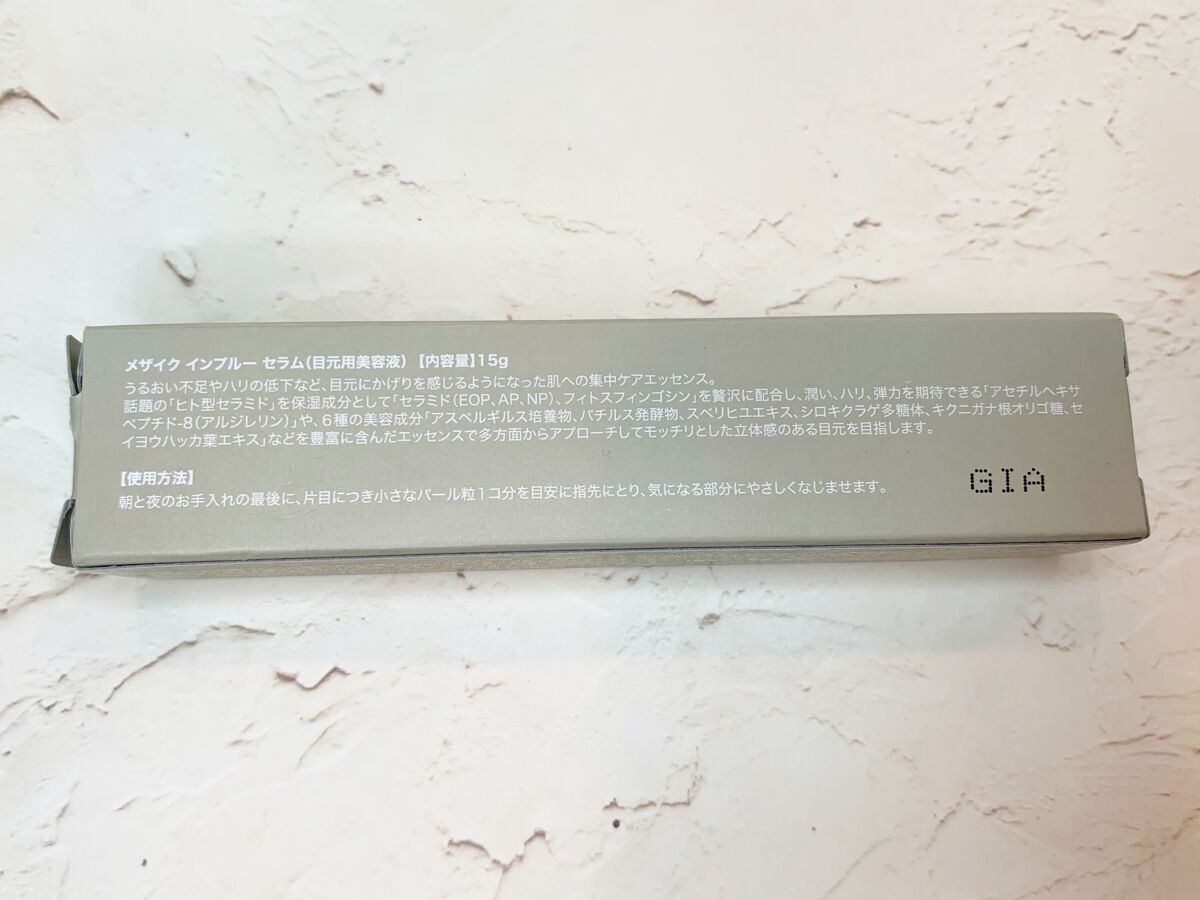 メザイク インプルー セラム(目元用美容液)【内容量】15g
うるおい不足やハリの低下など、目元にかげりを感じるようになった肌への集中ケアエッセンス。
話題の「ヒト型セラミド」を保湿成分として「セラミド(EOP、AP、NP)、フィトスフィンゴシン」を贅沢に配合し、潤い、ハリ、弾力を期待できる「アセチルヘキサ
ペプチド-8(アルジレリン)」や、6種の美容成分「アスペルギルス培養物、バチルス発酵物、スベリヒユエキス、シロキクラゲ多糖体、キクニガナ根オリゴ糖、セ
イヨウハッカ葉エキス」などを豊富に含んだエッセンスで多方面からアプローチしてモッチリとした立体感のある目元を目指します。
【使用方法】
朝と夜のお手入れの最後に、片目につき小さなパール粒1コ分を目安に指先にとり、気になる部分にやさしくなじませます。
GIA